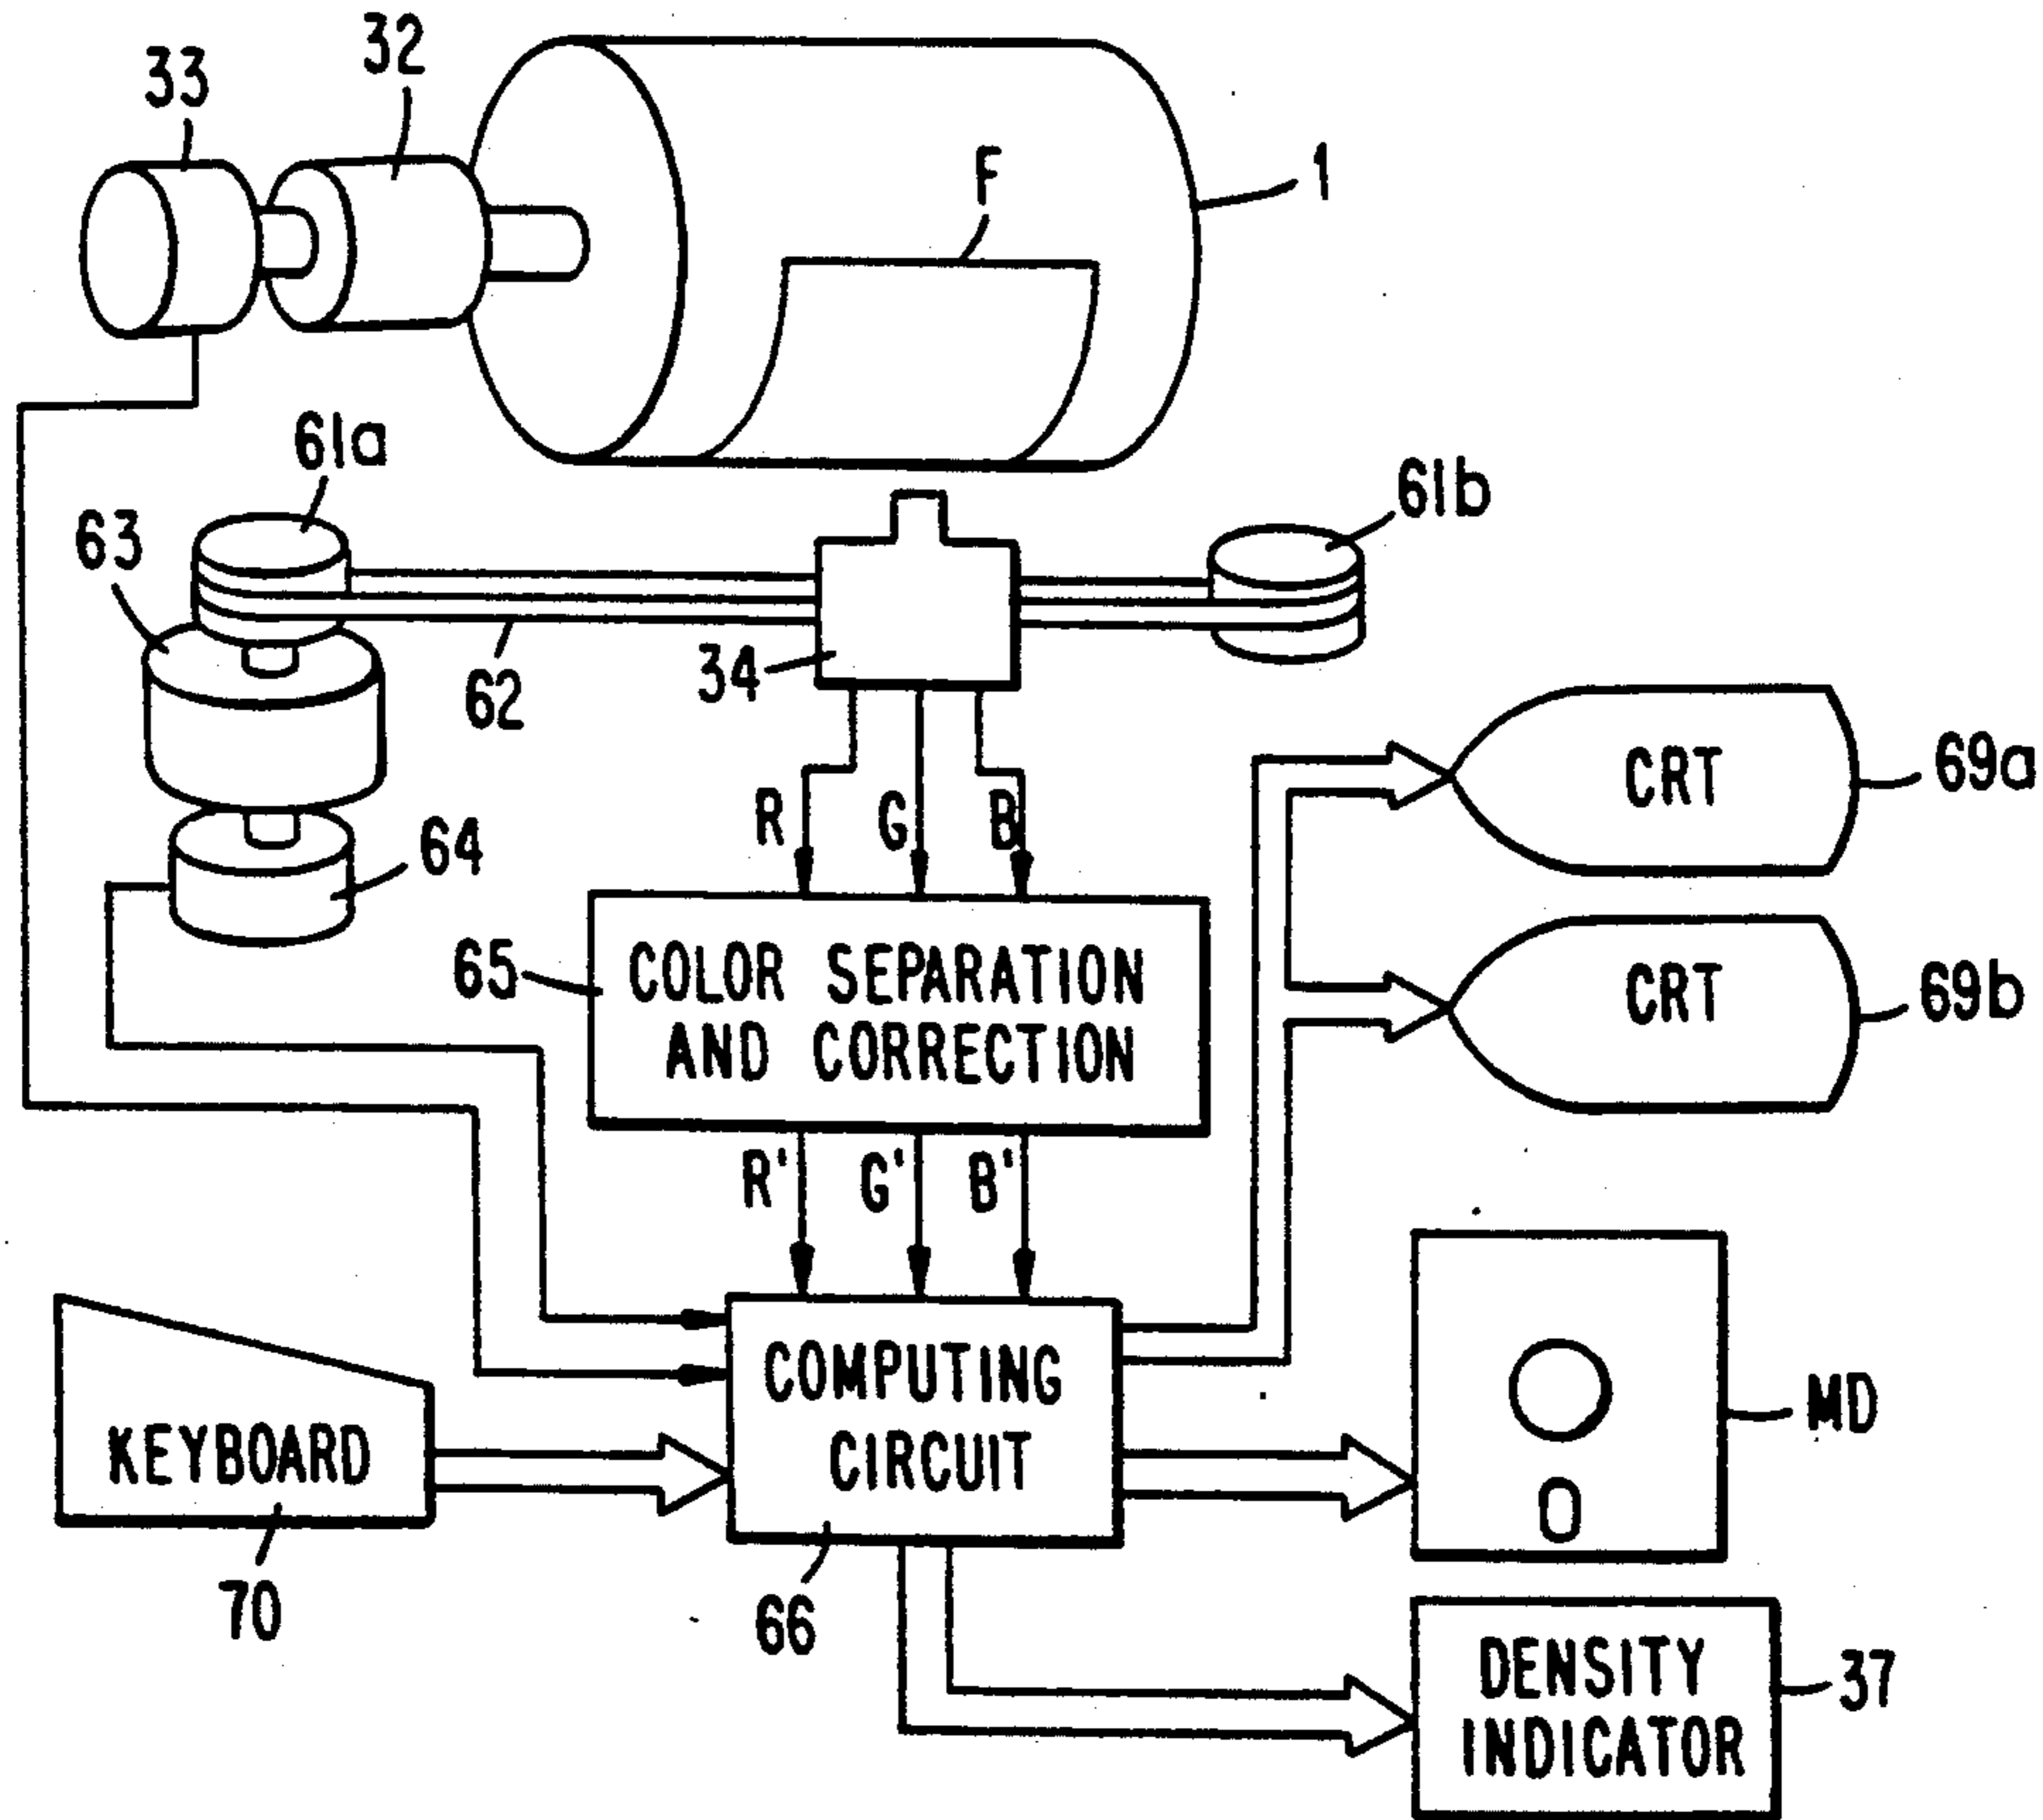 32
33
F
1
61a
61b
63
34
62
CRT
69a
R
G
B
64
CRT
69b
65
COLOR SEPARATION
AND CORRECTION
R'
G'
B'
COMPUTING
CIRCUIT
MD
KEYBOARD
70
66
DENSITY
INDICATOR
37